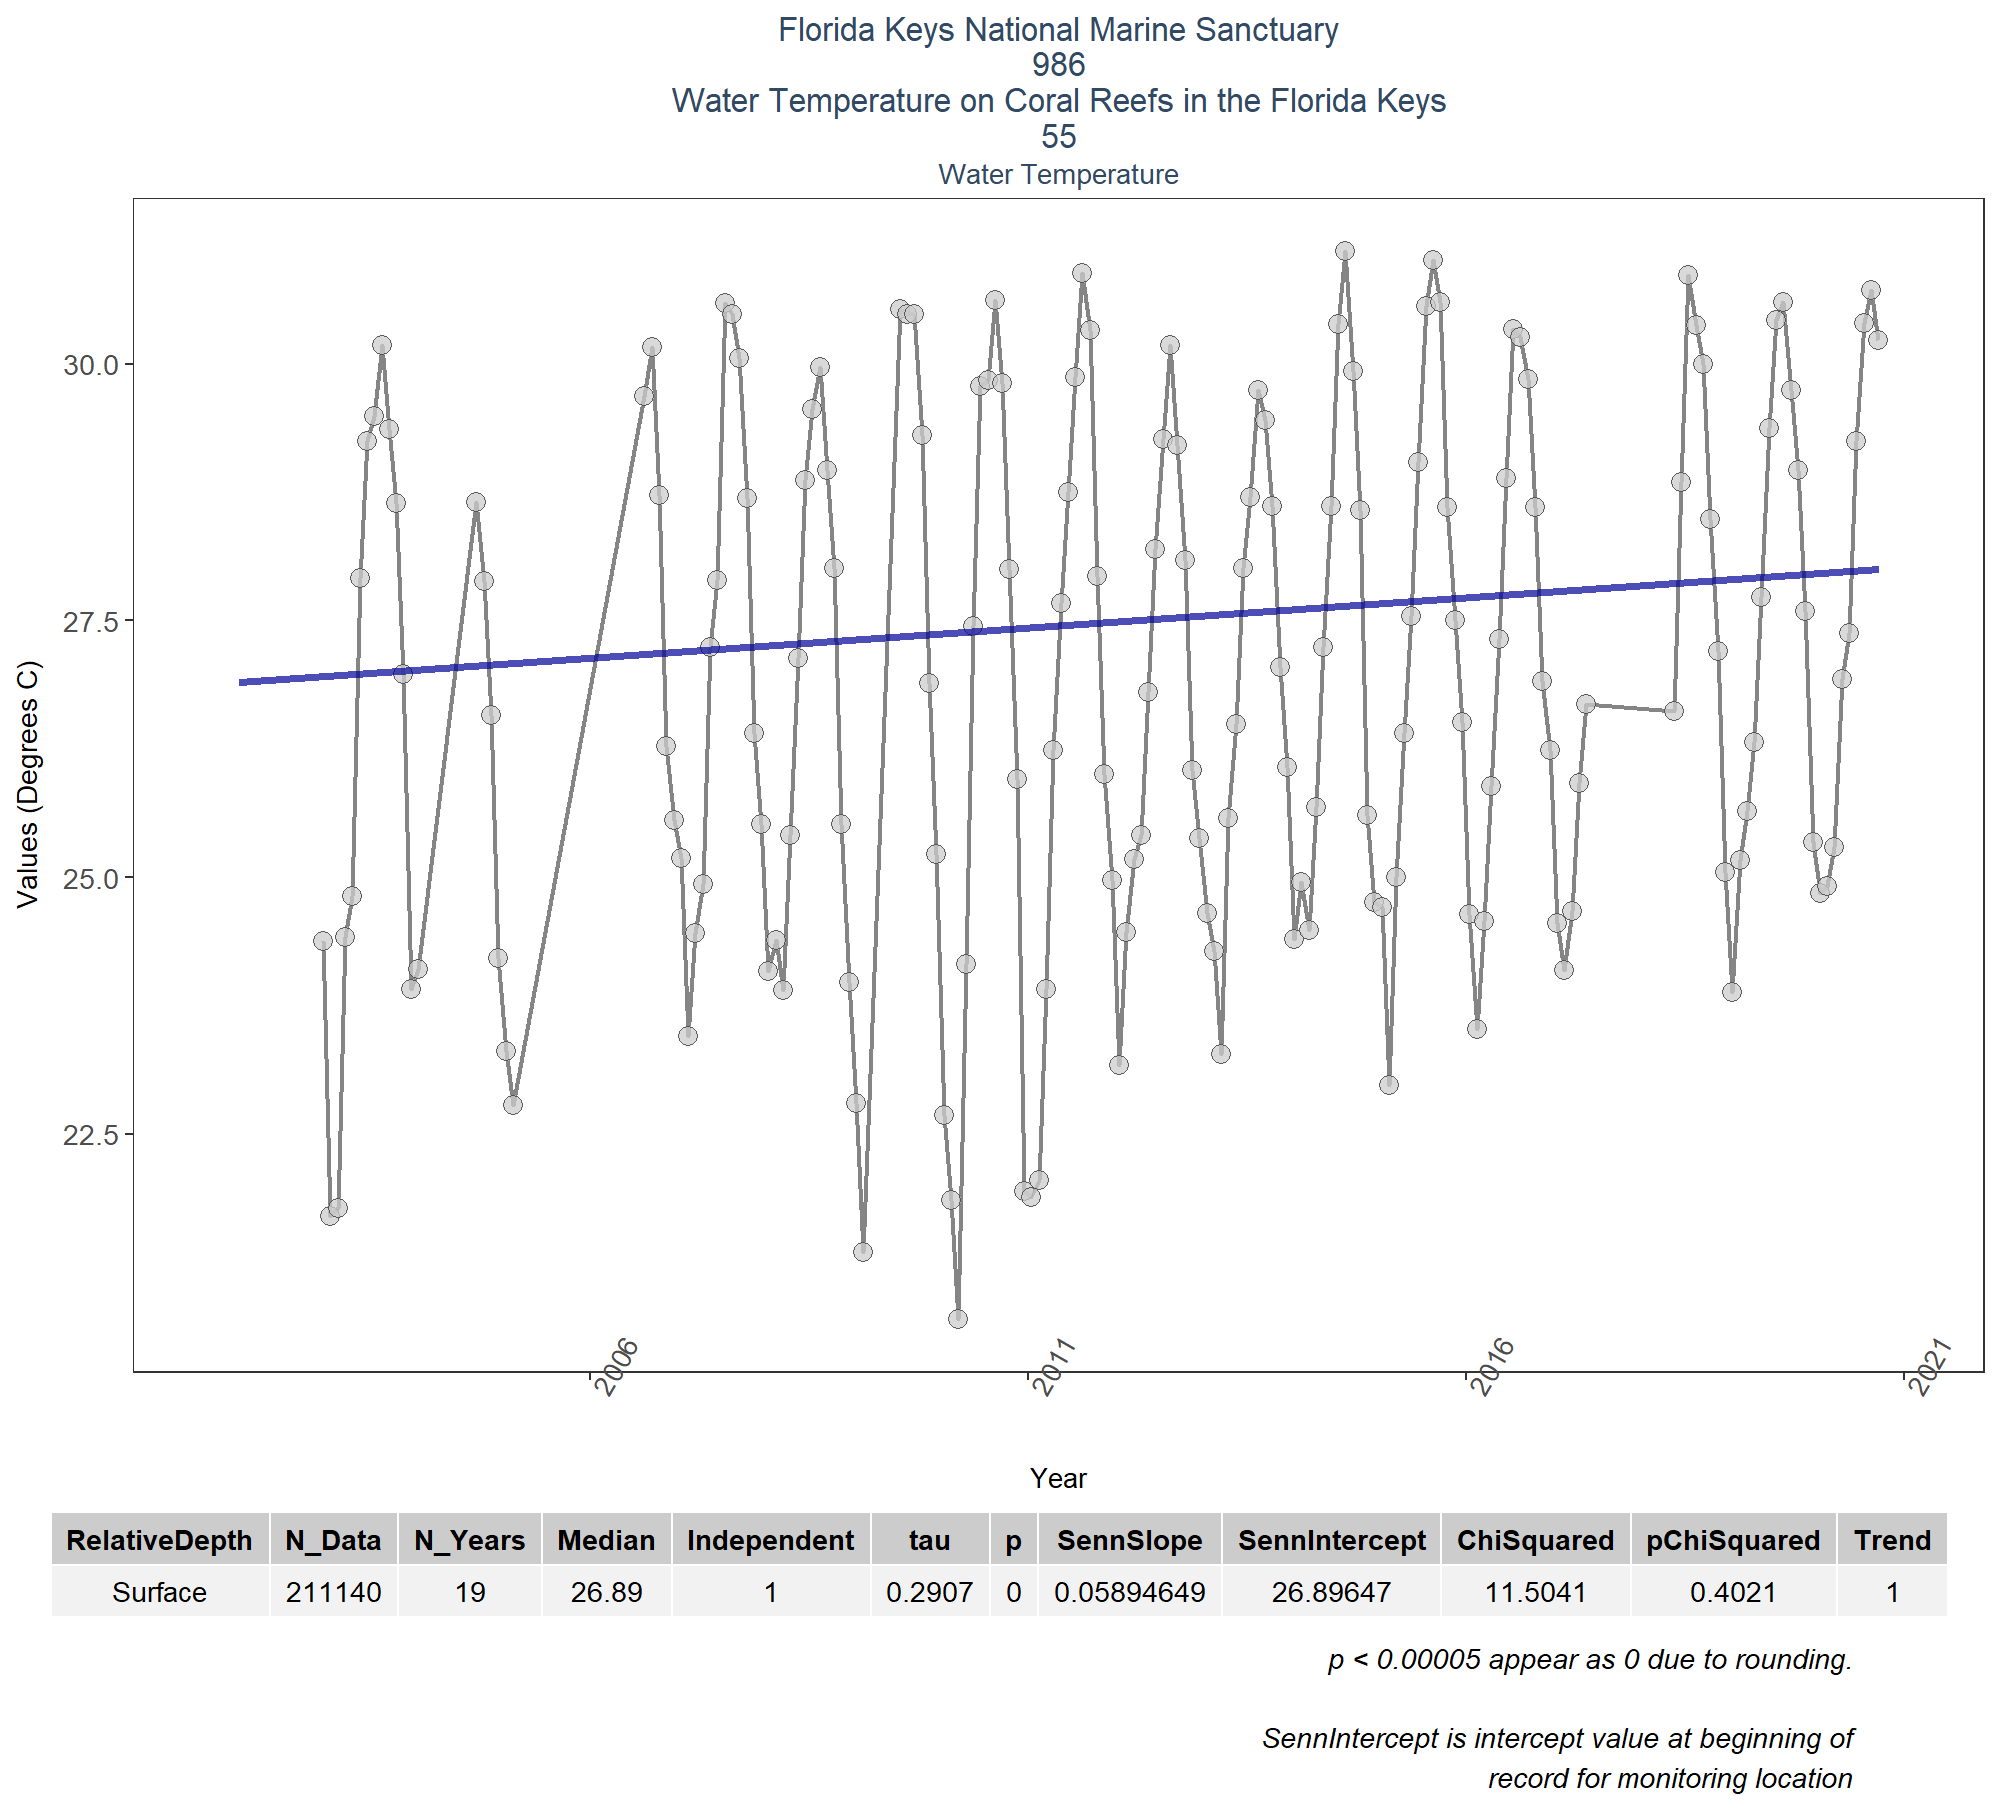 Florida Keys National Marine Sanctuary
986
Water Temperature on Coral Reefs in the Florida Keys
55
Water Temperature
Values (Degrees C)
30.0
27.5
25.0
22.5
2006 2011 2016 2021
Year
RelativeDepth N_Data N_Years Median Independent tau p SennSlope SennIntercept ChiSquared pChiSquared Trend
Surface 211140 19 26.89 1 0.2907 0 0.05894649 26.89647 11.5041 0.4021 1
p < 0.00005 appear as 0 due to rounding.
SennIntercept is intercept value at beginning of
record for monitoring location